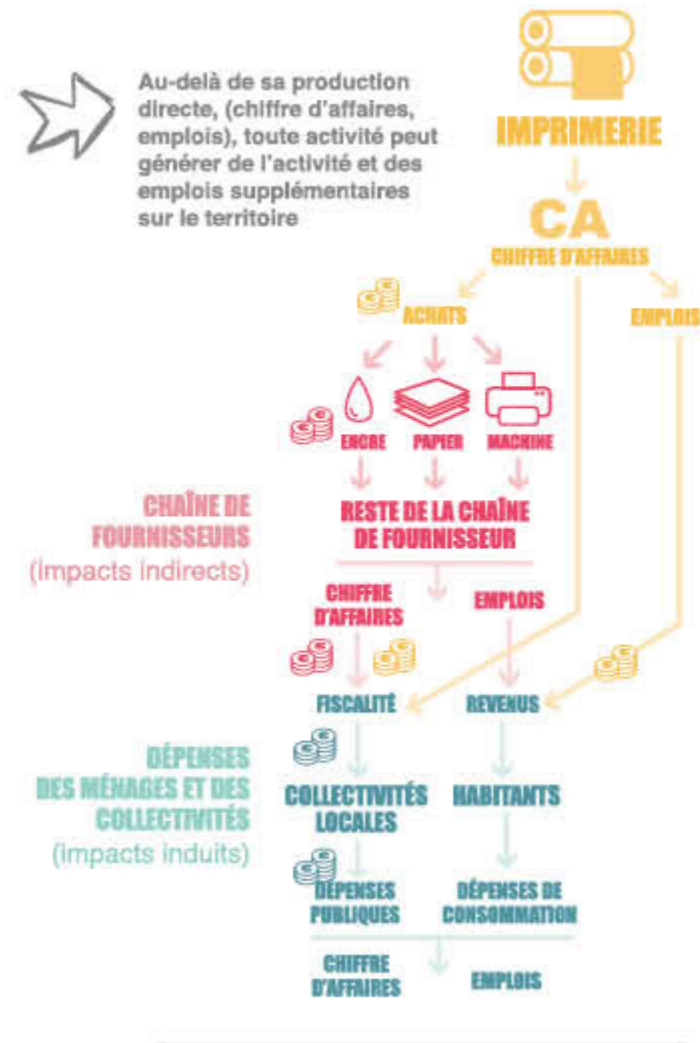 Au-delà de sa production
directe, (chiffre d'affaires,
emplois), toute activité peut
générer de l'activité et des
emplois supplémentaires
sur le territoire
IMPRIMERIE
CA
CHIFFRE D'AFFAIRES
ACHATS
EMPLOIS
ENCRE
PAPIER
MACHINE
CHAÎNE DE
FOURNISSEURS
(impacts indirects)
RESTE DE LA CHAÎNE
DE FOURNISSEUR
CHIFFRE
D'AFFAIRES
EMPLOIS
FISCALITÉ
REVENUS
DÉPENSES
DES MÉNAGES ET DES
COLLECTIVITÉS
(impacts induits)
COLLECTIVITÉS
LOCALES
HABITANTS
DÉPENSES
PUBLIQUES
DÉPENSES DE
CONSOMMATION
CHIFFRE
D'AFFAIRES
EMPLOIS